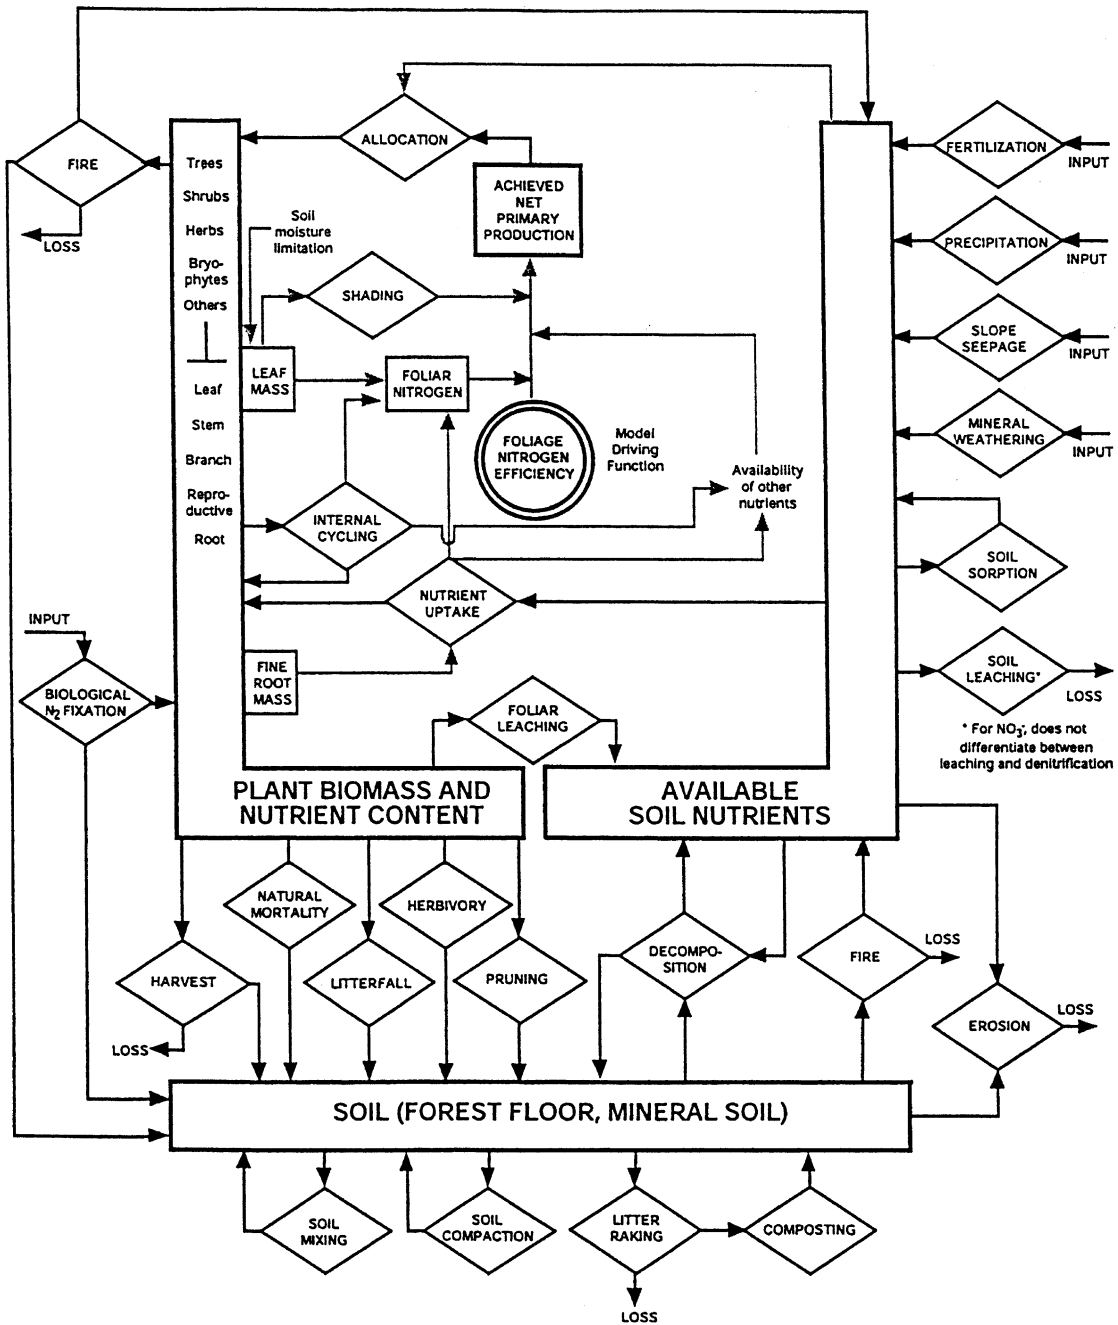 ALLOCATION
FIRE
LOSS
Trees
Shrubs
Herbs
Bryo-
phytes
Others
Leaf
Stem
Branch
Repro-
ductive
Root
Soil
moisture
limitation
ACHIEVED
NET
PRIMARY
PRODUCTION
SHADING
LEAF
MASS
FOLIAR
NITROGEN
FOLIAGE
NITROGEN
EFFICIENCY
Model
Driving
Function
Availability
of other
nutrients
INTERNAL
CYCLING
NUTRIENT
UPTAKE
FINE
ROOT
MASS
FOLIAR
LEACHING
FERTILIZATION
INPUT
PRECIPITATION
INPUT
SLOPE
SEEPAGE
INPUT
MINERAL
WEATHERING
INPUT
SOIL
SORPTION
SOIL
LEACHING*
LOSS
* For NO3-, does not
differentiate between
leaching and denitrification
INPUT
BIOLOGICAL
N2 FIXATION
PLANT BIOMASS AND
NUTRIENT CONTENT
AVAILABLE
SOIL NUTRIENTS
HARVEST
LOSS
NATURAL
MORTALITY
LITTERFALL
HERBIVORY
PRUNING
DECOMPO-
SITION
FIRE
LOSS
EROSION
LOSS
SOIL (FOREST FLOOR, MINERAL SOIL)
SOIL
MIXING
SOIL
COMPACTION
LITTER
RAKING
LOSS
COMPOSTING